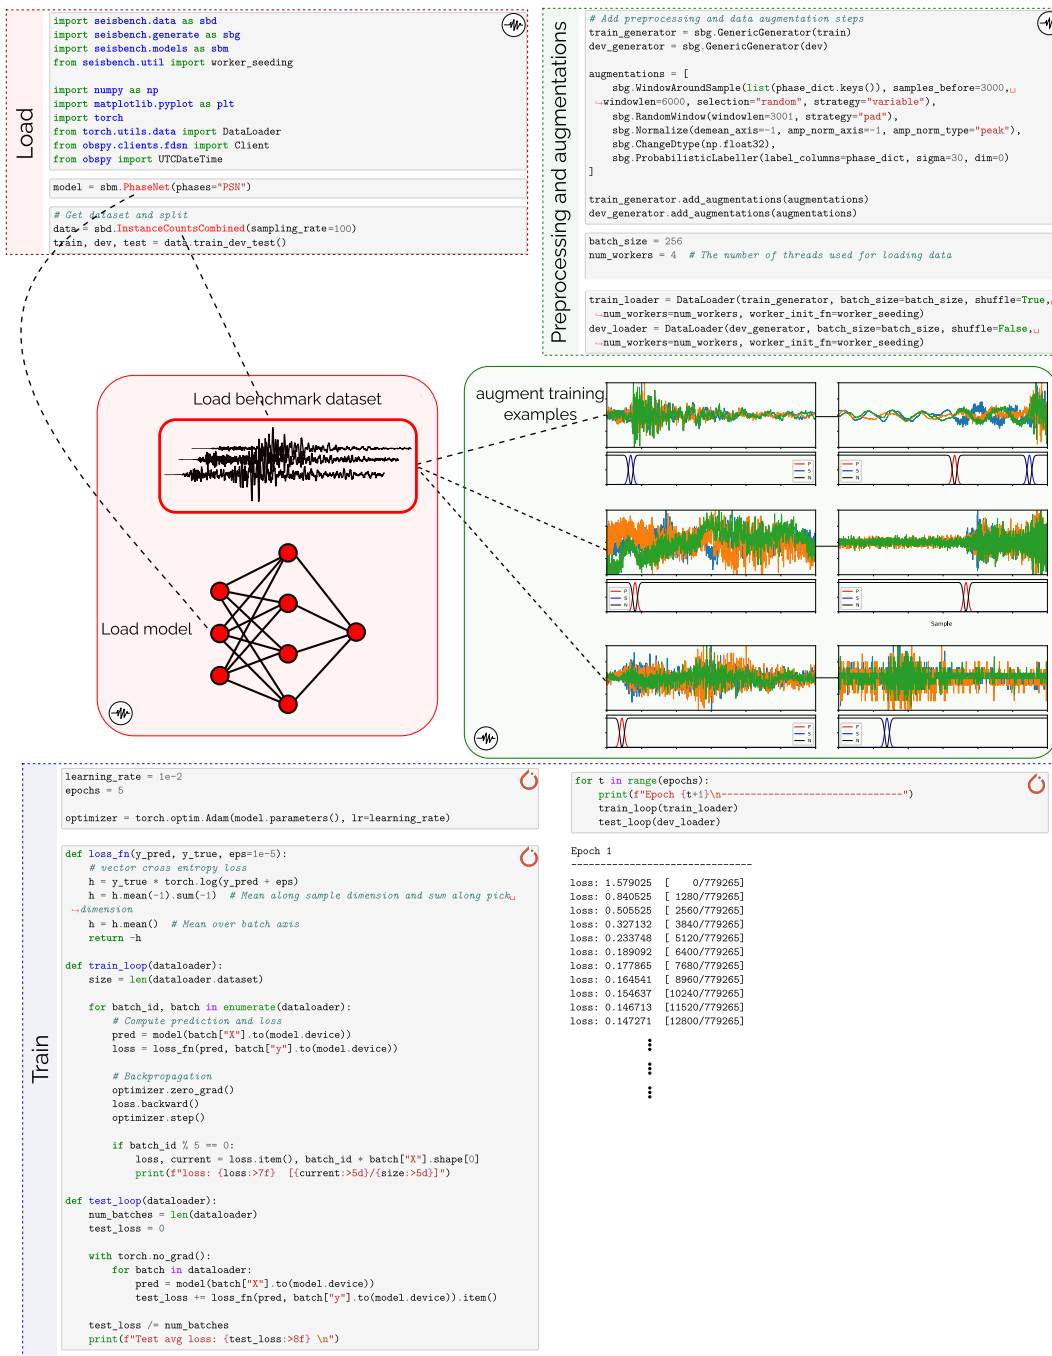 Load
import seisbench.data as sbd
import seisbench.generate as sbg
import seisbench.models as sbm
from seisbench.util import worker_seeding
import numpy as np
import matplotlib.pyplot as plt
import torch
from torch.utils.data import DataLoader
from obspy.clients.fdsn import Client
from obspy import UTCDateTime
model = sbm.PhaseNet(phases="PSN")
# Get dataset and split
data = sbd.InstanceCountsCombined(sampling_rate=100)
train, dev, test = data.train_dev_test()
Preprocessing and augmentations
# Add preprocessing and data augmentation steps
train_generator = sbg.GenericGenerator(train)
dev_generator = sbg.GenericGenerator(dev)
augmentations = [
sbg.WindowAroundSample(list(phase_dict.keys()), samples_before=3000,␣
↪windowlen=6000, selection="random", strategy="variable"),
sbg.RandomWindow(windowlen=3001, strategy="pad"),
sbg.Normalize(demean_axis=-1, amp_norm_axis=-1, amp_norm_type="peak"),
sbg.ChangeDtype(np.float32),
sbg.ProbabilisticLabeller(label_columns=phase_dict, sigma=30, dim=0)
]
train_generator.add_augmentations(augmentations)
dev_generator.add_augmentations(augmentations)
batch_size = 256
num_workers = 4  # The number of threads used for loading data
train_loader = DataLoader(train_generator, batch_size=batch_size, shuffle=True,␣
↪num_workers=num_workers, worker_init_fn=worker_seeding)
dev_loader = DataLoader(dev_generator, batch_size=batch_size, shuffle=False,␣
↪num_workers=num_workers, worker_init_fn=worker_seeding)
Load benchmark dataset
Load model
augment training
examples
P
S
N
P
S
N
P
S
N
P
S
N
Sample
P
S
N
P
S
N
Train
learning_rate = 1e-2
epochs = 5
optimizer = torch.optim.Adam(model.parameters(), lr=learning_rate)
def loss_fn(y_pred, y_true, eps=1e-5):
# vector cross entropy loss
h = y_true * torch.log(y_pred + eps)
h = h.mean(-1).sum(-1)  # Mean along sample dimension and sum along pick␣
↪dimension
h = h.mean()  # Mean over batch axis
return -h
def train_loop(dataloader):
size = len(dataloader.dataset)
for batch_id, batch in enumerate(dataloader):
# Compute prediction and loss
pred = model(batch["X"].to(model.device))
loss = loss_fn(pred, batch["y"].to(model.device))
# Backpropagation
optimizer.zero_grad()
loss.backward()
optimizer.step()
if batch_id % 5 == 0:
loss, current = loss.item(), batch_id * batch["X"].shape[0]
print(f"loss: {loss:>7f}  [{current:>5d}/{size:>5d}]")
def test_loop(dataloader):
num_batches = len(dataloader)
test_loss = 0
with torch.no_grad():
for batch in dataloader:
pred = model(batch["X"].to(model.device))
test_loss += loss_fn(pred, batch["y"].to(model.device)).item()
test_loss /= num_batches
print(f"Test avg loss: {test_loss:>8f} \n")
for t in range(epochs):
print(f"Epoch {t+1}\n-------------------------------")
train_loop(train_loader)
test_loop(dev_loader)
Epoch 1
-------------------------------
loss: 1.579025  [    0/779265]
loss: 0.840525  [ 1280/779265]
loss: 0.505525  [ 2560/779265]
loss: 0.327132  [ 3840/779265]
loss: 0.233748  [ 5120/779265]
loss: 0.189092  [ 6400/779265]
loss: 0.177865  [ 7680/779265]
loss: 0.164541  [ 8960/779265]
loss: 0.154637  [10240/779265]
loss: 0.146713  [11520/779265]
loss: 0.147271  [12800/779265]